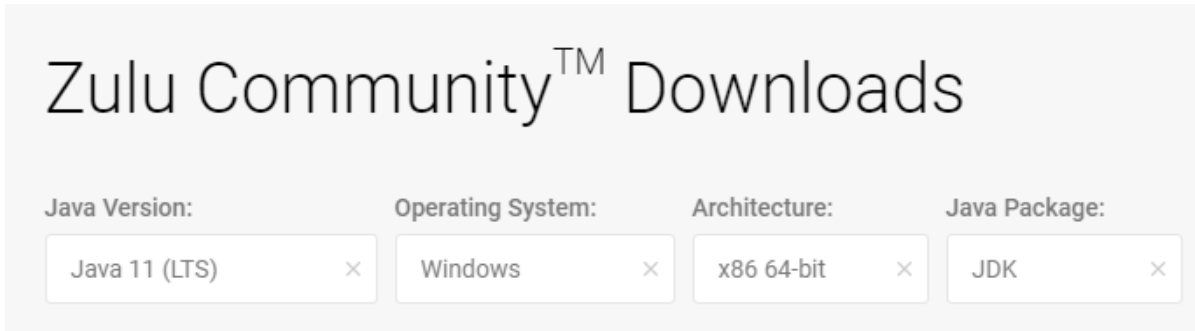 Zulu Community™ Downloads
Java Version: Operating System: Architecture: Java Package:
Java 11 (LTS) × Windows × x86 64-bit × JDK ×